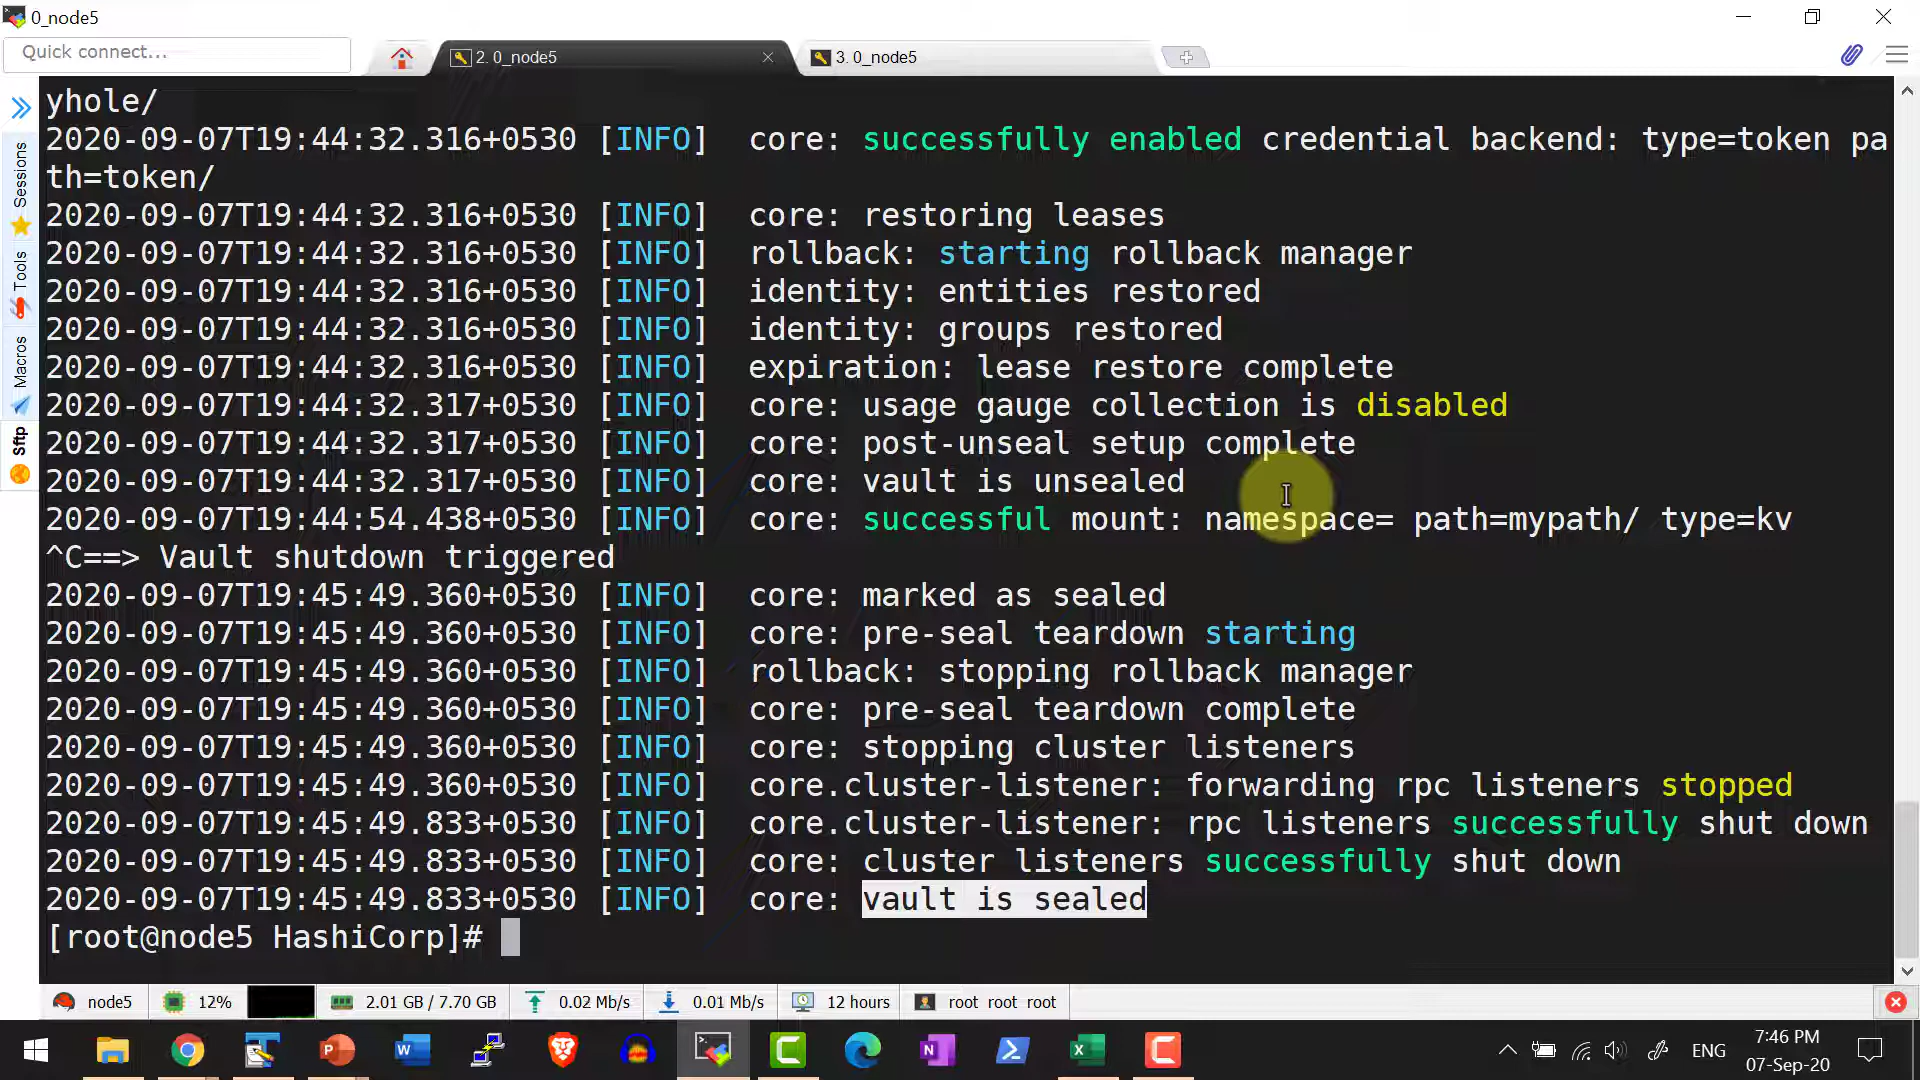 0_node5
Quick connect...
2. 0_node5
3. 0_node5
Sessions
Tools
Macros
Sftp
yhole/
2020-09-07T19:44:32.316+0530 [INFO]  core: successfully enabled credential backend: type=token pa
th=token/
2020-09-07T19:44:32.316+0530 [INFO]  core: restoring leases
2020-09-07T19:44:32.316+0530 [INFO]  rollback: starting rollback manager
2020-09-07T19:44:32.316+0530 [INFO]  identity: entities restored
2020-09-07T19:44:32.316+0530 [INFO]  identity: groups restored
2020-09-07T19:44:32.316+0530 [INFO]  expiration: lease restore complete
2020-09-07T19:44:32.317+0530 [INFO]  core: usage gauge collection is disabled
2020-09-07T19:44:32.317+0530 [INFO]  core: post-unseal setup complete
2020-09-07T19:44:32.317+0530 [INFO]  core: vault is unsealed
2020-09-07T19:44:54.438+0530 [INFO]  core: successful mount: namespace= path=mypath/ type=kv
^C==> Vault shutdown triggered
2020-09-07T19:45:49.360+0530 [INFO]  core: marked as sealed
2020-09-07T19:45:49.360+0530 [INFO]  core: pre-seal teardown starting
2020-09-07T19:45:49.360+0530 [INFO]  rollback: stopping rollback manager
2020-09-07T19:45:49.360+0530 [INFO]  core: pre-seal teardown complete
2020-09-07T19:45:49.360+0530 [INFO]  core: stopping cluster listeners
2020-09-07T19:45:49.360+0530 [INFO]  core.cluster-listener: forwarding rpc listeners stopped
2020-09-07T19:45:49.833+0530 [INFO]  core.cluster-listener: rpc listeners successfully shut down
2020-09-07T19:45:49.833+0530 [INFO]  core: cluster listeners successfully shut down
2020-09-07T19:45:49.833+0530 [INFO]  core: vault is sealed
[root@node5 HashiCorp]#
node5 12% 2.01 GB / 7.70 GB 0.02 Mb/s 0.01 Mb/s 12 hours root root root
ENG
7:46 PM
07-Sep-20